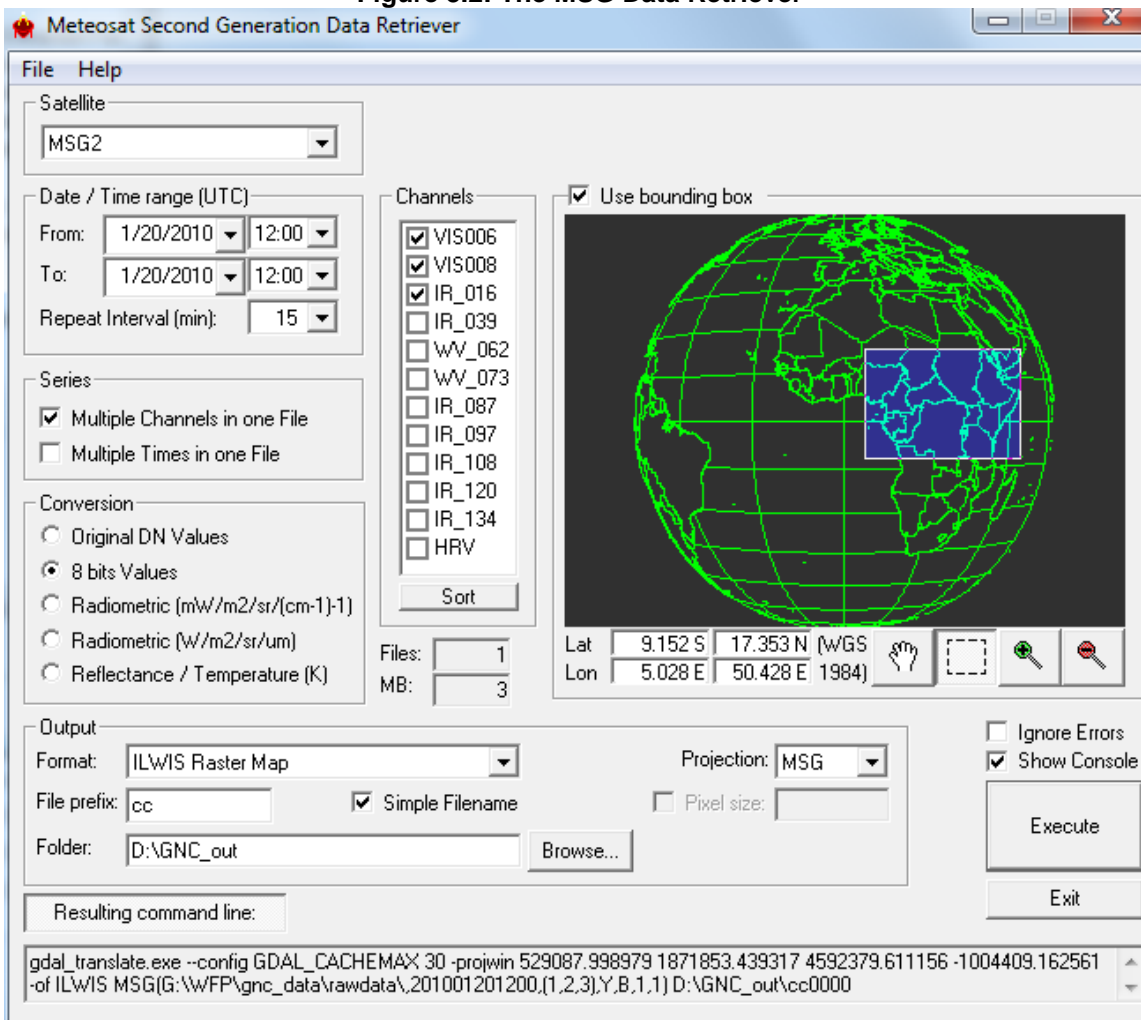 Figure 3.2: The MSG Data Retriever
Meteosat Second Generation Data Retriever
File Help
Satellite
MSG2
Date / Time range (UTC)
From: 1/20/2010 12:00
To: 1/20/2010 12:00
Repeat Interval (min): 15
Series
Multiple Channels in one File
Multiple Times in one File
Conversion
Original DN Values
8 bits Values
Radiometric (mW/m2/sr/(cm-1)-1)
Radiometric (W/m2/sr/um)
Reflectance / Temperature (K)
Channels
VIS006
VIS008
IR_016
IR_039
WV_062
WV_073
IR_087
IR_097
IR_108
IR_120
IR_134
HRV
Sort
Files: 1
MB: 3
Use bounding box
Lat 9.152 S 17.353 N (WGS
Lon 5.028 E 50.428 E 1984)
Output
Format: ILWIS Raster Map
Projection: MSG
File prefix: cc
Simple Filename
Pixel size:
Folder: D:\GNC_out
Browse...
Ignore Errors
Show Console
Execute
Exit
Resulting command line:
gdal_translate.exe --config GDAL_CACHEMAX 30 -projwin 529087.998979 1871853.439317 4592379.611156 -1004409.162561
-of ILWIS MSG(G:\WFP\gnc_data\rawdata\,201001201200,(1,2,3),Y,B,1,1) D:\GNC_out\cc0000